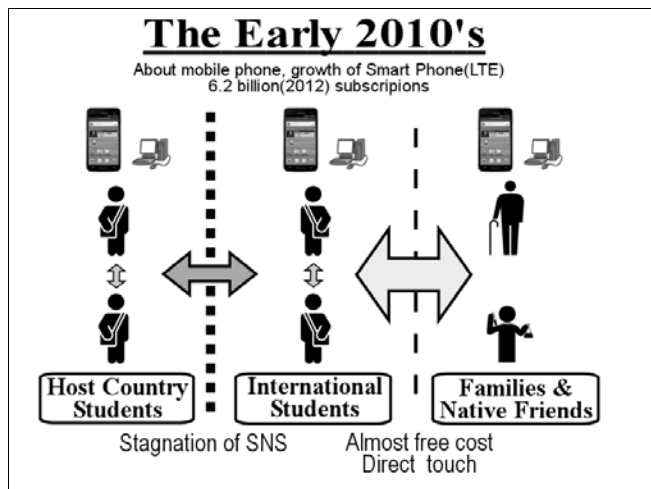 The Early 2010's
About mobile phone, growth of Smart Phone(LTE)
6.2 billion(2012) subscripions
Host Country
Students
International
Students
Families &
Native Friends
Stagnation of SNS
Almost free cost
Direct touch